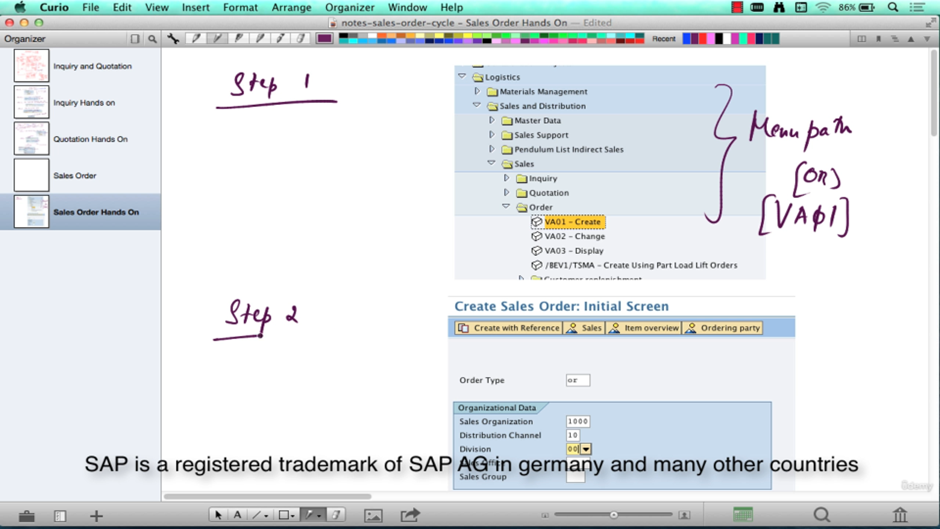 Curio File Edit View Insert Format Arrange Organizer Window Help 86%
notes-sales-order-cycle - Sales Order Hands On - Edited
Organizer
Recent
Inquiry and Quotation
Inquiry Hands on
Quotation Hands On
Sales Order
Sales Order Hands On
Step 1
Logistics
Materials Management
Sales and Distribution
Master Data
Sales Support
Pendulum List Indirect Sales
Sales
Inquiry
Quotation
Order
VA01 - Create
VA02 - Change
VA03 - Display
/BEV1/TSMA - Create Using Part Load Lift Orders
Customer replenishment
Menu path
[OR]
[VA01]
Step 2
Create Sales Order: Initial Screen
Create with Reference Sales Item overview Ordering party
Order Type or
Organizational Data
Sales Organization 1000
Distribution Channel 10
Division 00
Sales Group
SAP is a registered trademark of SAP AG in germany and many other countries
Udemy
A